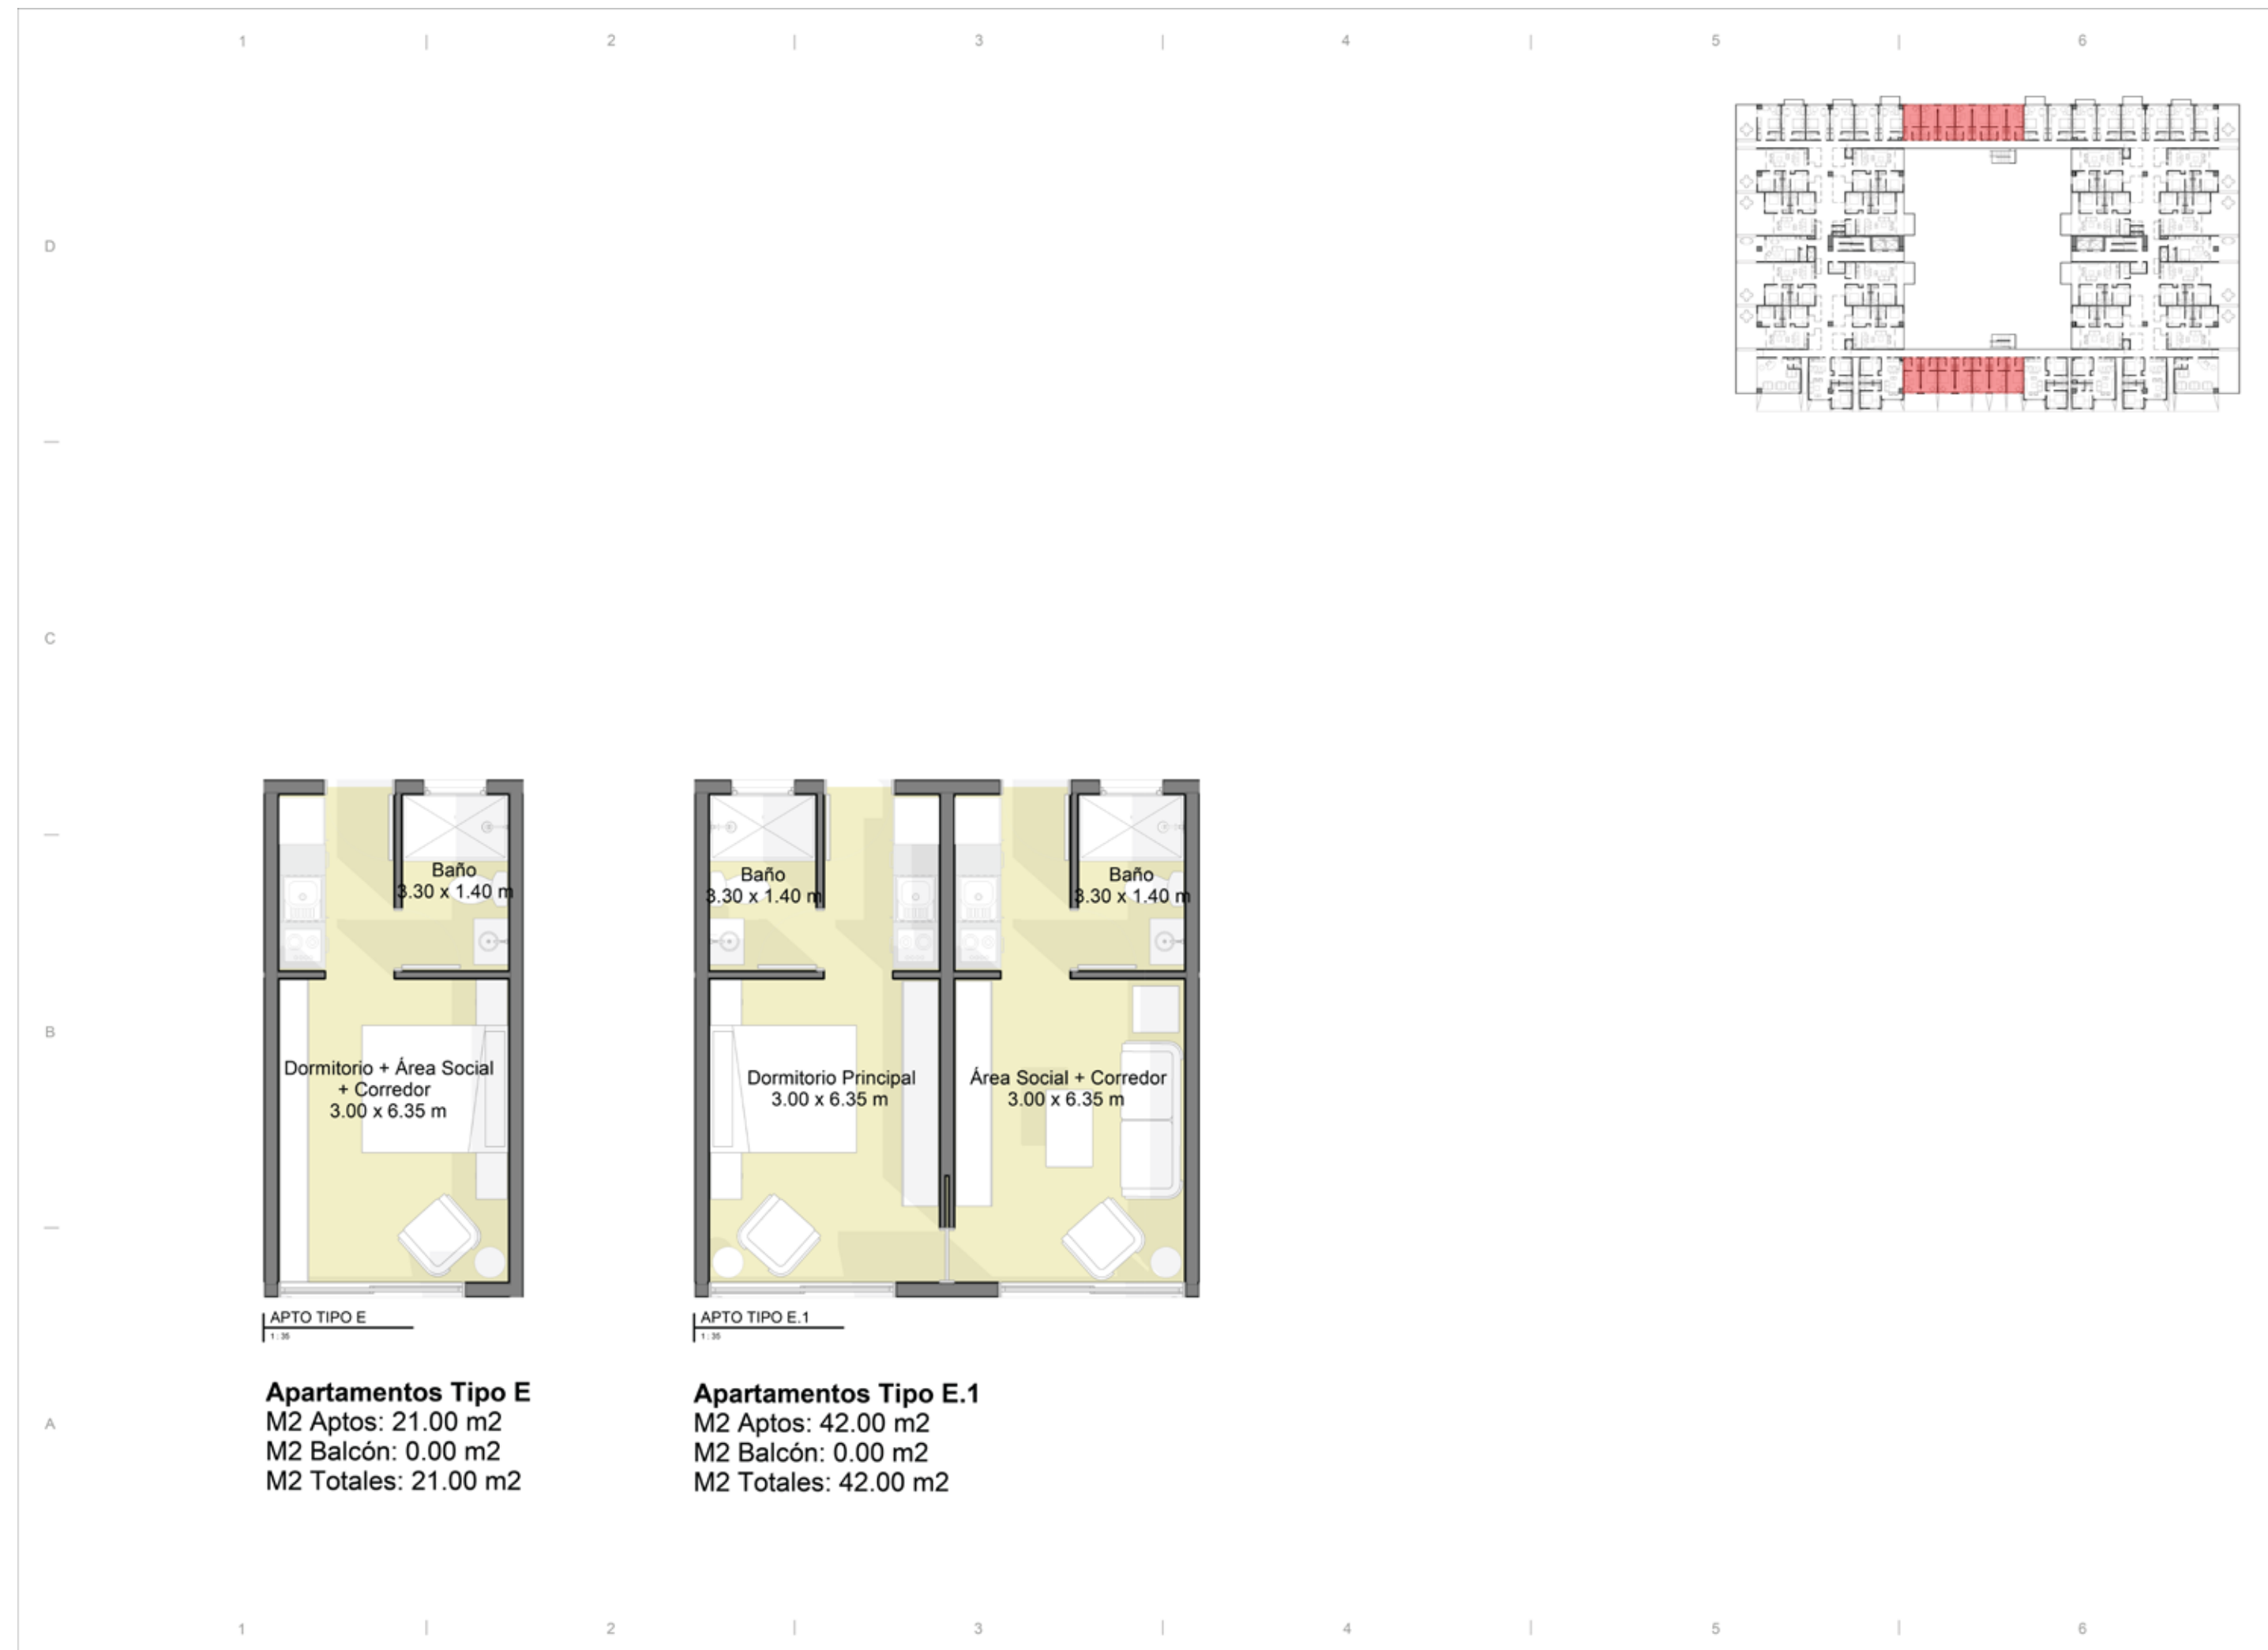 1 2 3 4 5 6
D
C
B
A
Baño
3.30 x 1.40 m
Dormitorio + Área Social
+ Corredor
3.00 x 6.35 m
APTO TIPO E
1 : 35
Apartamentos Tipo E
M2 Aptos: 21.00 m2
M2 Balcón: 0.00 m2
M2 Totales: 21.00 m2
Baño
3.30 x 1.40 m
Baño
3.30 x 1.40 m
Dormitorio Principal
3.00 x 6.35 m
Área Social + Corredor
3.00 x 6.35 m
APTO TIPO E.1
1 : 35
Apartamentos Tipo E.1
M2 Aptos: 42.00 m2
M2 Balcón: 0.00 m2
M2 Totales: 42.00 m2
1 2 3 4 5 6